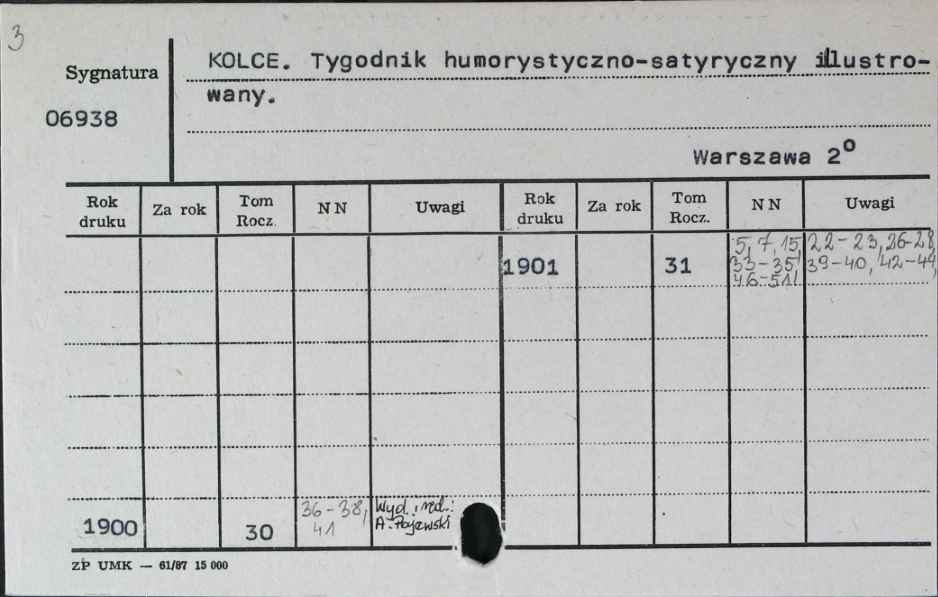 3
Sygnatura
06938
KOLCE. Tygodnik humorystyczno-satyryczny illustro-
wany.
Warszawa 2°
Rok druku Za rok Tom Rocz. NN Uwagi Rok druku Za rok Tom Rocz. NN Uwagi
1901 31 5, 7, 15, 22-23, 26-28,
33-35, 39-40, 42-44,
46-51
1900 30 36-38, Wyd. i red.:
41 A.
ZP UMK — 61/87 15 000